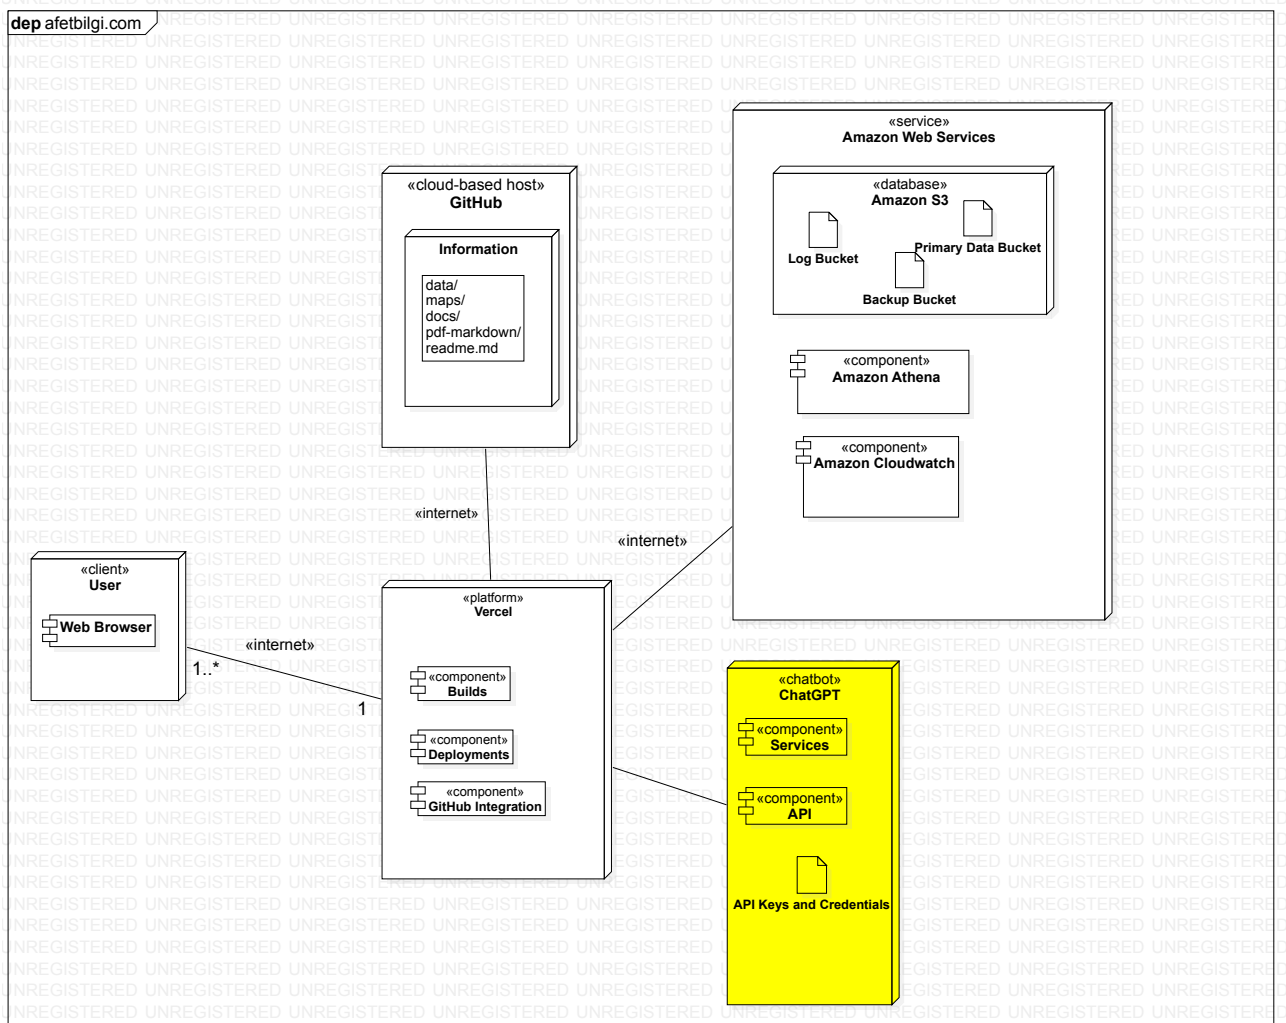 dep afetbilgi.com
«service»
Amazon Web Services
«database»
Amazon S3
Log Bucket
Primary Data Bucket
Backup Bucket
«component»
Amazon Athena
«component»
Amazon Cloudwatch
«cloud-based host»
GitHub
Information
data/
maps/
docs/
pdf-markdown/
readme.md
«internet»
«internet»
«client»
User
Web Browser
«internet»
1..*
1
«platform»
Vercel
«component»
Builds
«component»
Deployments
«component»
GitHub Integration
«chatbot»
ChatGPT
«component»
Services
«component»
API
API Keys and Credentials